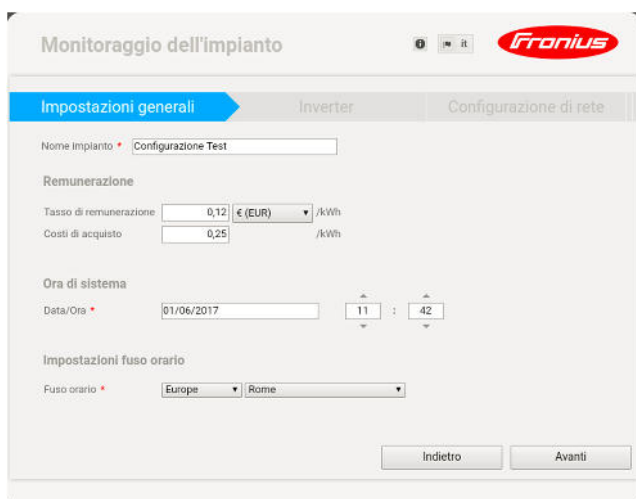 Monitoraggio dell'impianto it Fronius
Impostazioni generali Inverter Configurazione di rete
Nome impianto * Configurazione Test
Remunerazione
Tasso di remunerazione 0,12 € (EUR) /kWh
Costi di acquisto 0,25 /kWh
Ora di sistema
Data/Ora * 01/06/2017 11 : 42
Impostazioni fuso orario
Fuso orario * Europe Rome
Indietro Avanti